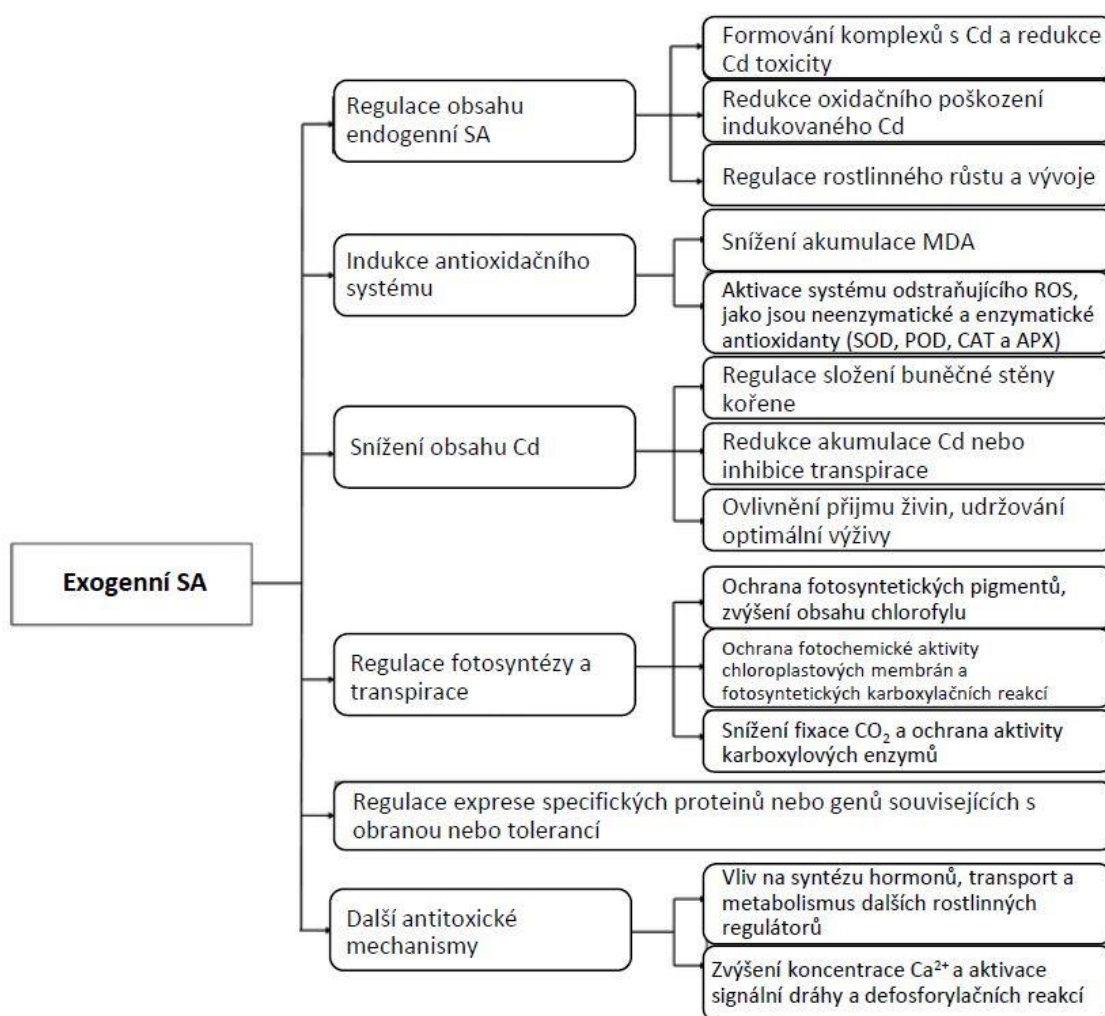 Exogenní SA
Regulace obsahu
endogenní SA
Formování komplexů s Cd a redukce
Cd toxicity
Redukce oxidačního poškození
indukovaného Cd
Regulace rostlinného růstu a vývoje
Indukce antioxidačního
systému
Snížení akumulace MDA
Aktivace systému odstraňujícího ROS,
jako jsou neenzymatické a enzymatické
antioxidanty (SOD, POD, CAT a APX)
Snížení obsahu Cd
Regulace složení buněčné stěny
kořene
Redukce akumulace Cd nebo
inhibice transpirace
Ovlivnění přijmu živin, udržování
optimální výživy
Regulace fotosyntézy a
transpirace
Ochrana fotosyntetických pigmentů,
zvýšení obsahu chlorofylu
Ochrana fotochemické aktivity
chloroplastových membrán a
fotosyntetických karboxylačních reakcí
Snížení fixace CO₂ a ochrana aktivity
karboxylových enzymů
Regulace exprese specifických proteinů nebo genů souvisejících s
obranou nebo tolerancí
Další antitoxické
mechanismy
Vliv na syntézu hormonů, transport a
metabolismus dalších rostlinných
regulátorů
Zvýšení koncentrace Ca²⁺ a aktivace
signální dráhy a defosforylačních reakcí